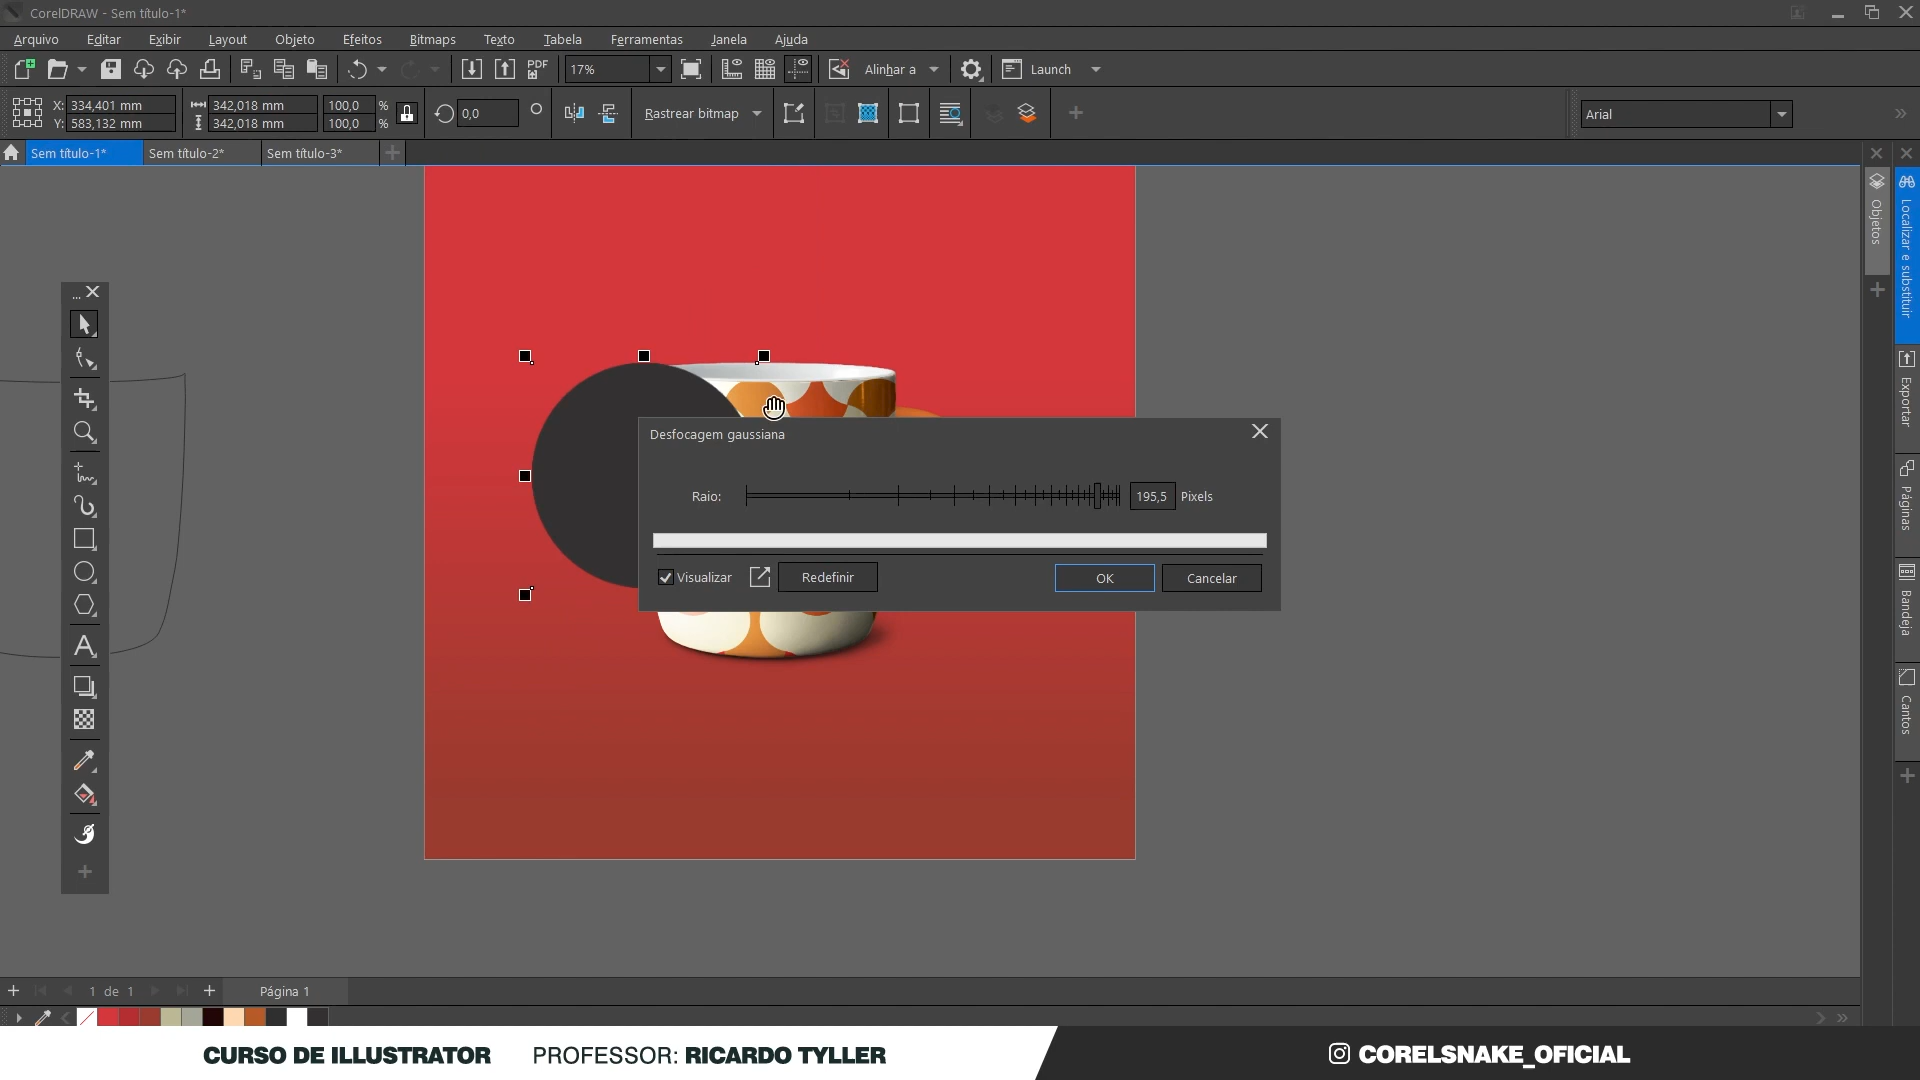 CorelDRAW - Sem título-1*
Arquivo Editar Exibir Layout Objeto Efeitos Bitmaps Texto Tabela Ferramentas Janela Ajuda
PDF 17% Alinhar a Launch
X: 334,401 mm 342,018 mm 100,0 %
Y: 583,132 mm 342,018 mm 100,0 %
0,0 Rastrear bitmap Arial
Sem título-1* Sem título-2* Sem título-3*
Objetos
Localizar e substituir
Exportar
Páginas
Bandeja
Cantos
Desfocagem gaussiana
Raio: 195,5 Pixels
Visualizar Redefinir OK Cancelar
1 de 1 Página 1
CURSO DE ILLUSTRATOR PROFESSOR: RICARDO TYLLER CORELSNAKE_OFICIAL